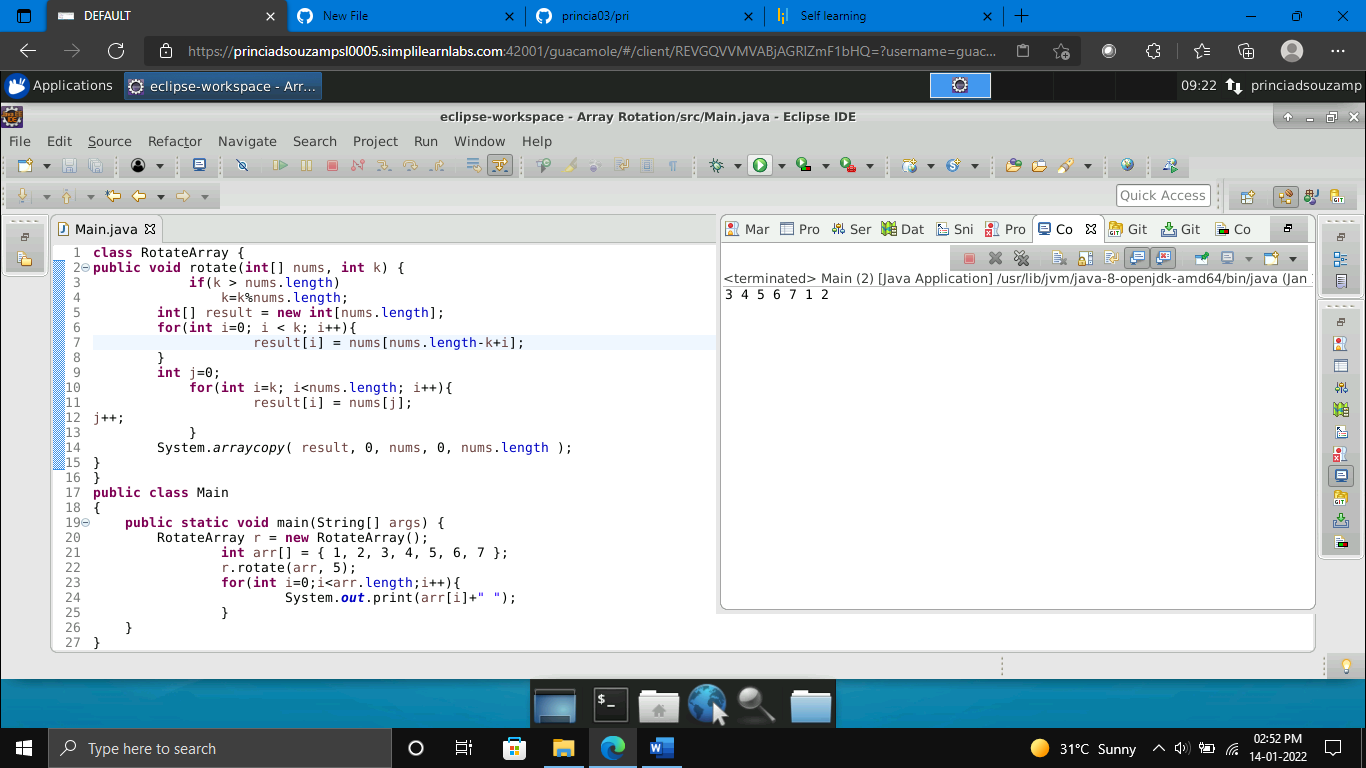 DEFAULT
New File
princia03/pri
Self learning
https://princiadsouzampsl0005.simplilearnlabs.com:42001/guacamole/#/client/REVGQVVMVABjAGRlZmF1bHQ=?username=guac...
Applications
eclipse-workspace - Arr...
09:22
princiadsouzamp
eclipse-workspace - Array Rotation/src/Main.java - Eclipse IDE
File Edit Source Refactor Navigate Search Project Run Window Help
Quick Access
Main.java
1 class RotateArray {
2 public void rotate(int[] nums, int k) {
3 if(k > nums.length)
4 k=k%nums.length;
5 int[] result = new int[nums.length];
6 for(int i=0; i < k; i++){
7 result[i] = nums[nums.length-k+i];
8 }
9 int j=0;
10 for(int i=k; i<nums.length; i++){
11 result[i] = nums[j];
12 j++;
13 }
14 System.arraycopy( result, 0, nums, 0, nums.length );
15 }
16 }
17 public class Main
18 {
19 public static void main(String[] args) {
20 RotateArray r = new RotateArray();
21 int arr[] = { 1, 2, 3, 4, 5, 6, 7 };
22 r.rotate(arr, 5);
23 for(int i=0;i<arr.length;i++){
24 System.out.print(arr[i]+" ");
25 }
26 }
27 }
Mar Pro Ser Dat Sni Pro Co Git Git Co
<terminated> Main (2) [Java Application] /usr/lib/jvm/java-8-openjdk-amd64/bin/java (Jan
3 4 5 6 7 1 2
Type here to search
31°C Sunny
02:52 PM
14-01-2022